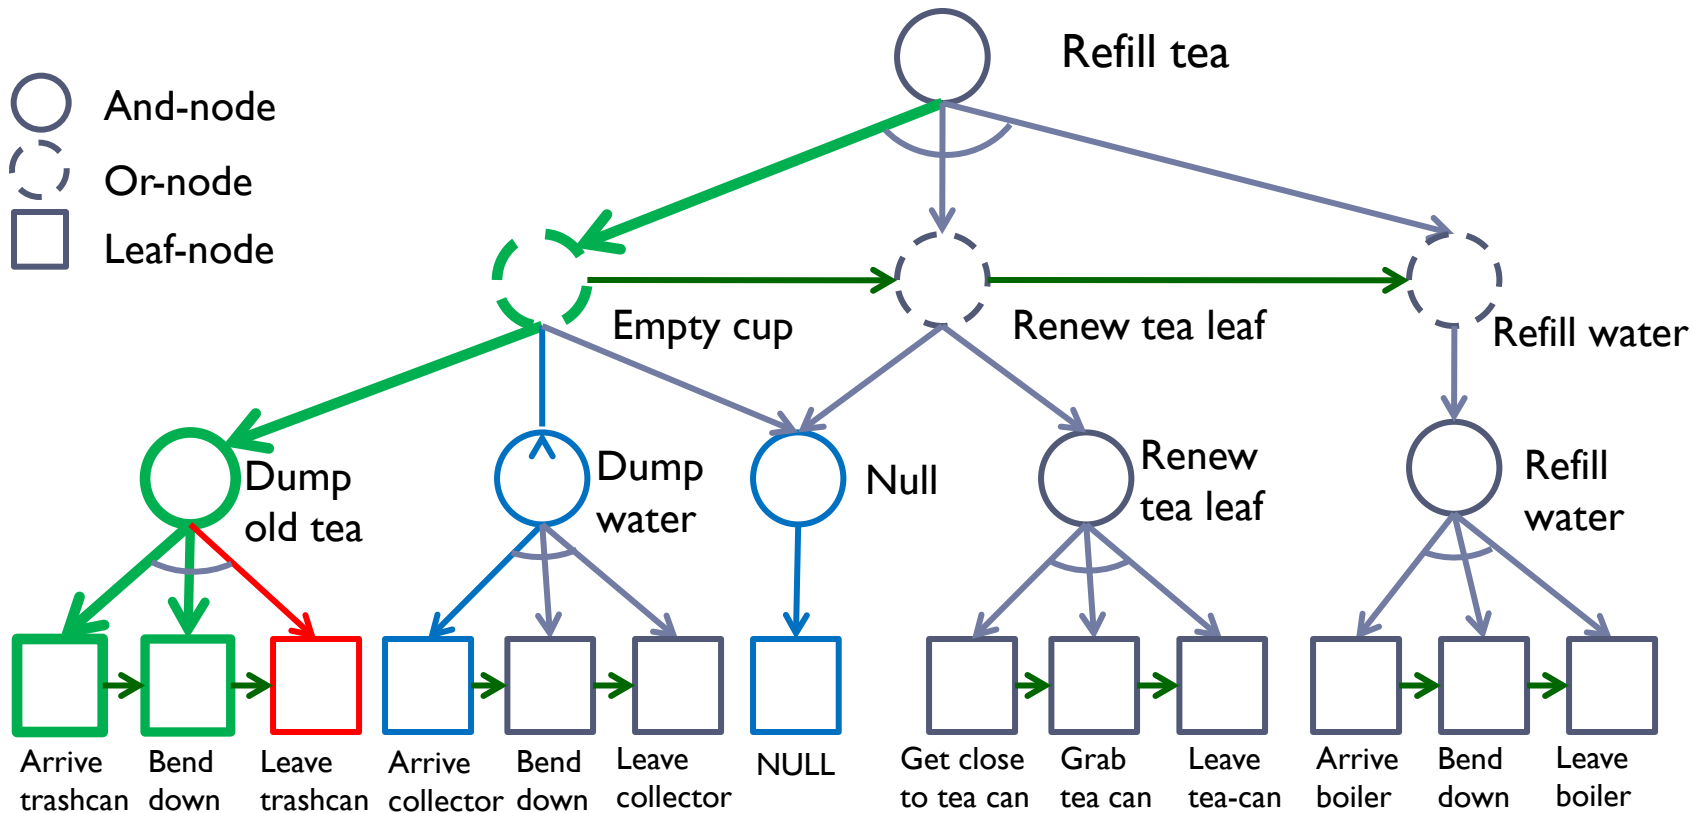 Refill tea
And-node
Or-node
Leaf-node
Empty cup
Renew tea leaf
Refill water
Dump
old tea
Dump
water
Null
Renew
tea leaf
Refill
water
Arrive
trashcan
Bend
down
Leave
trashcan
Arrive
collector
Bend
down
Leave
collector
NULL
Get close
to tea can
Grab
tea can
Leave
tea-can
Arrive
boiler
Bend
down
Leave
boiler